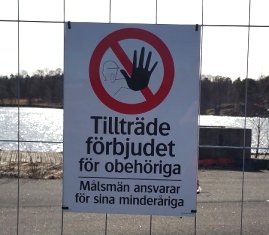 Tillträde
förbjudet
för obehöriga
Målsmän ansvarar
för sina minderåriga